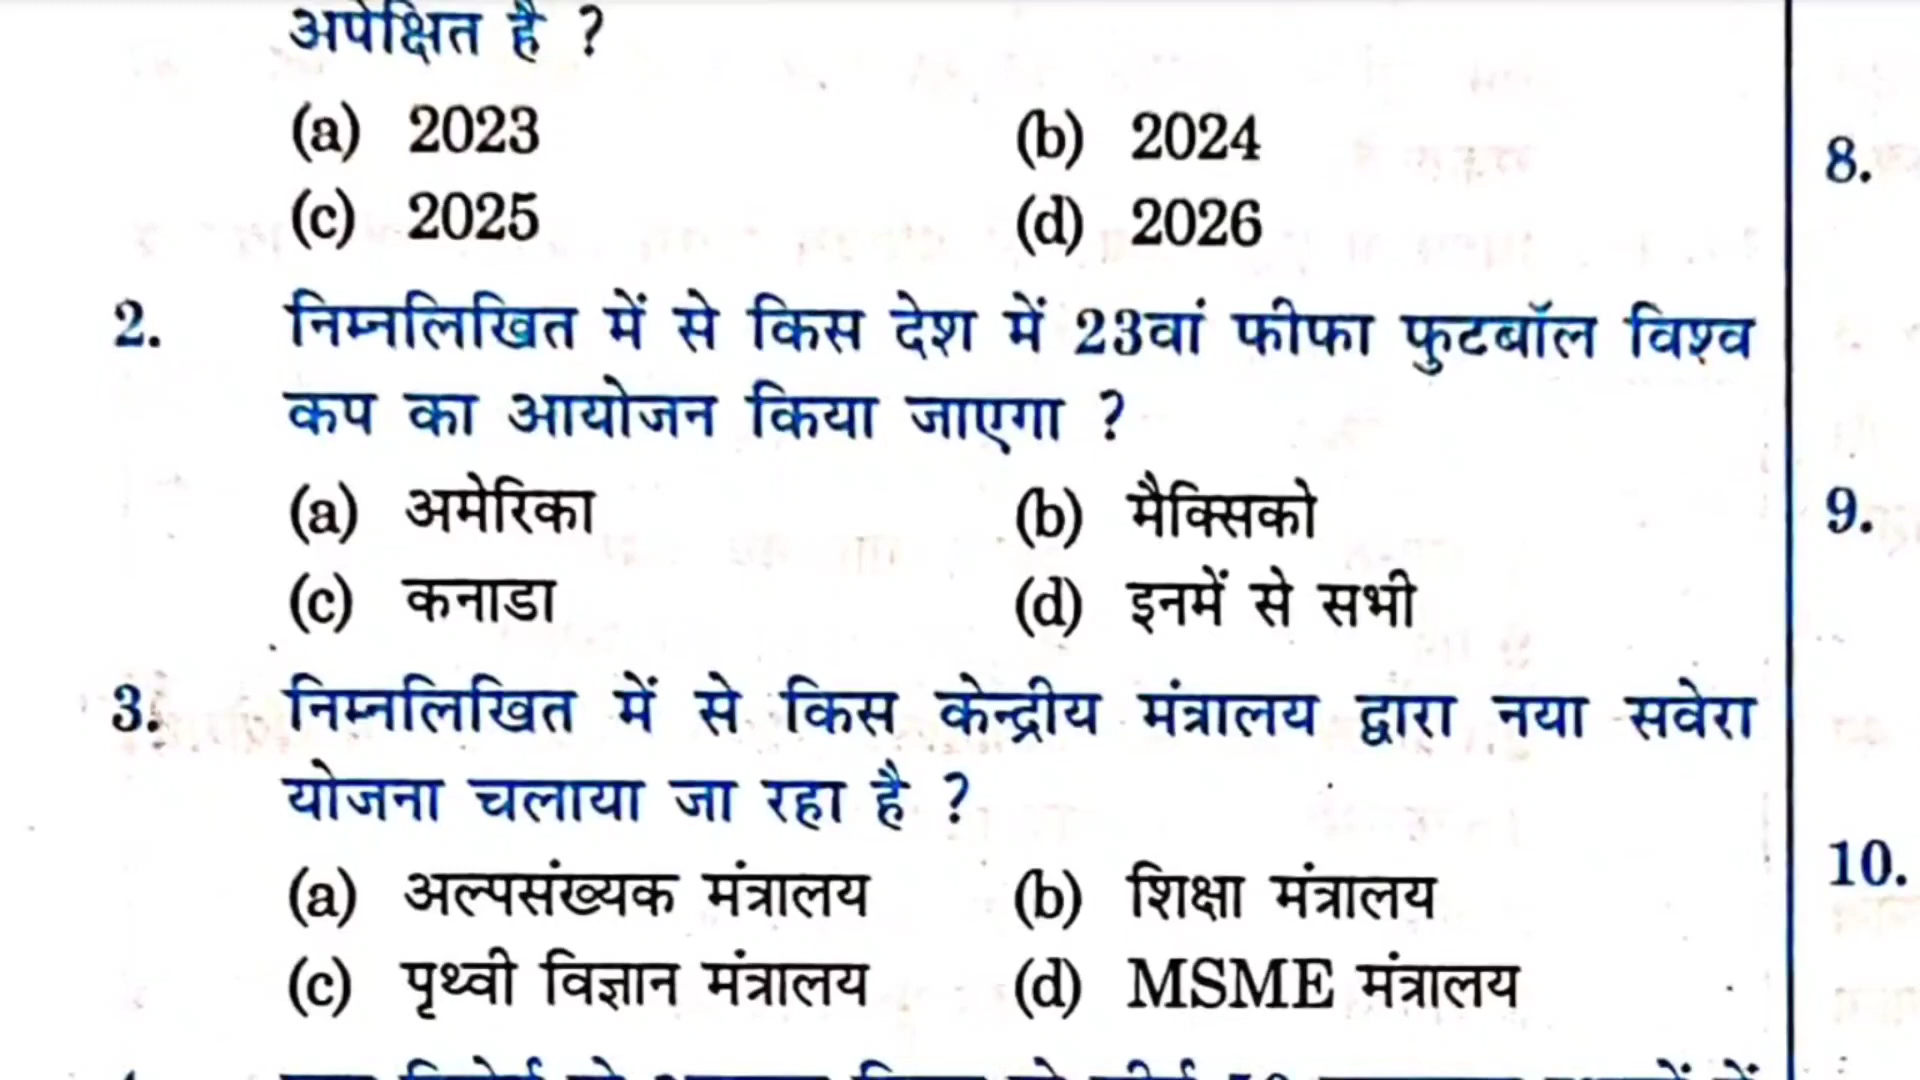 अपेक्षित है ?
(a) 2023 (b) 2024
(c) 2025 (d) 2026
2. निम्नलिखित में से किस देश में 23वां फीफा फुटबॉल विश्व
कप का आयोजन किया जाएगा ?
(a) अमेरिका (b) मैक्सिको
(c) कनाडा (d) इनमें से सभी
3. निम्नलिखित में से किस केन्द्रीय मंत्रालय द्वारा नया सवेरा
योजना चलाया जा रहा है ?
(a) अल्पसंख्यक मंत्रालय (b) शिक्षा मंत्रालय
(c) पृथ्वी विज्ञान मंत्रालय (d) MSME मंत्रालय
8.
9.
10.